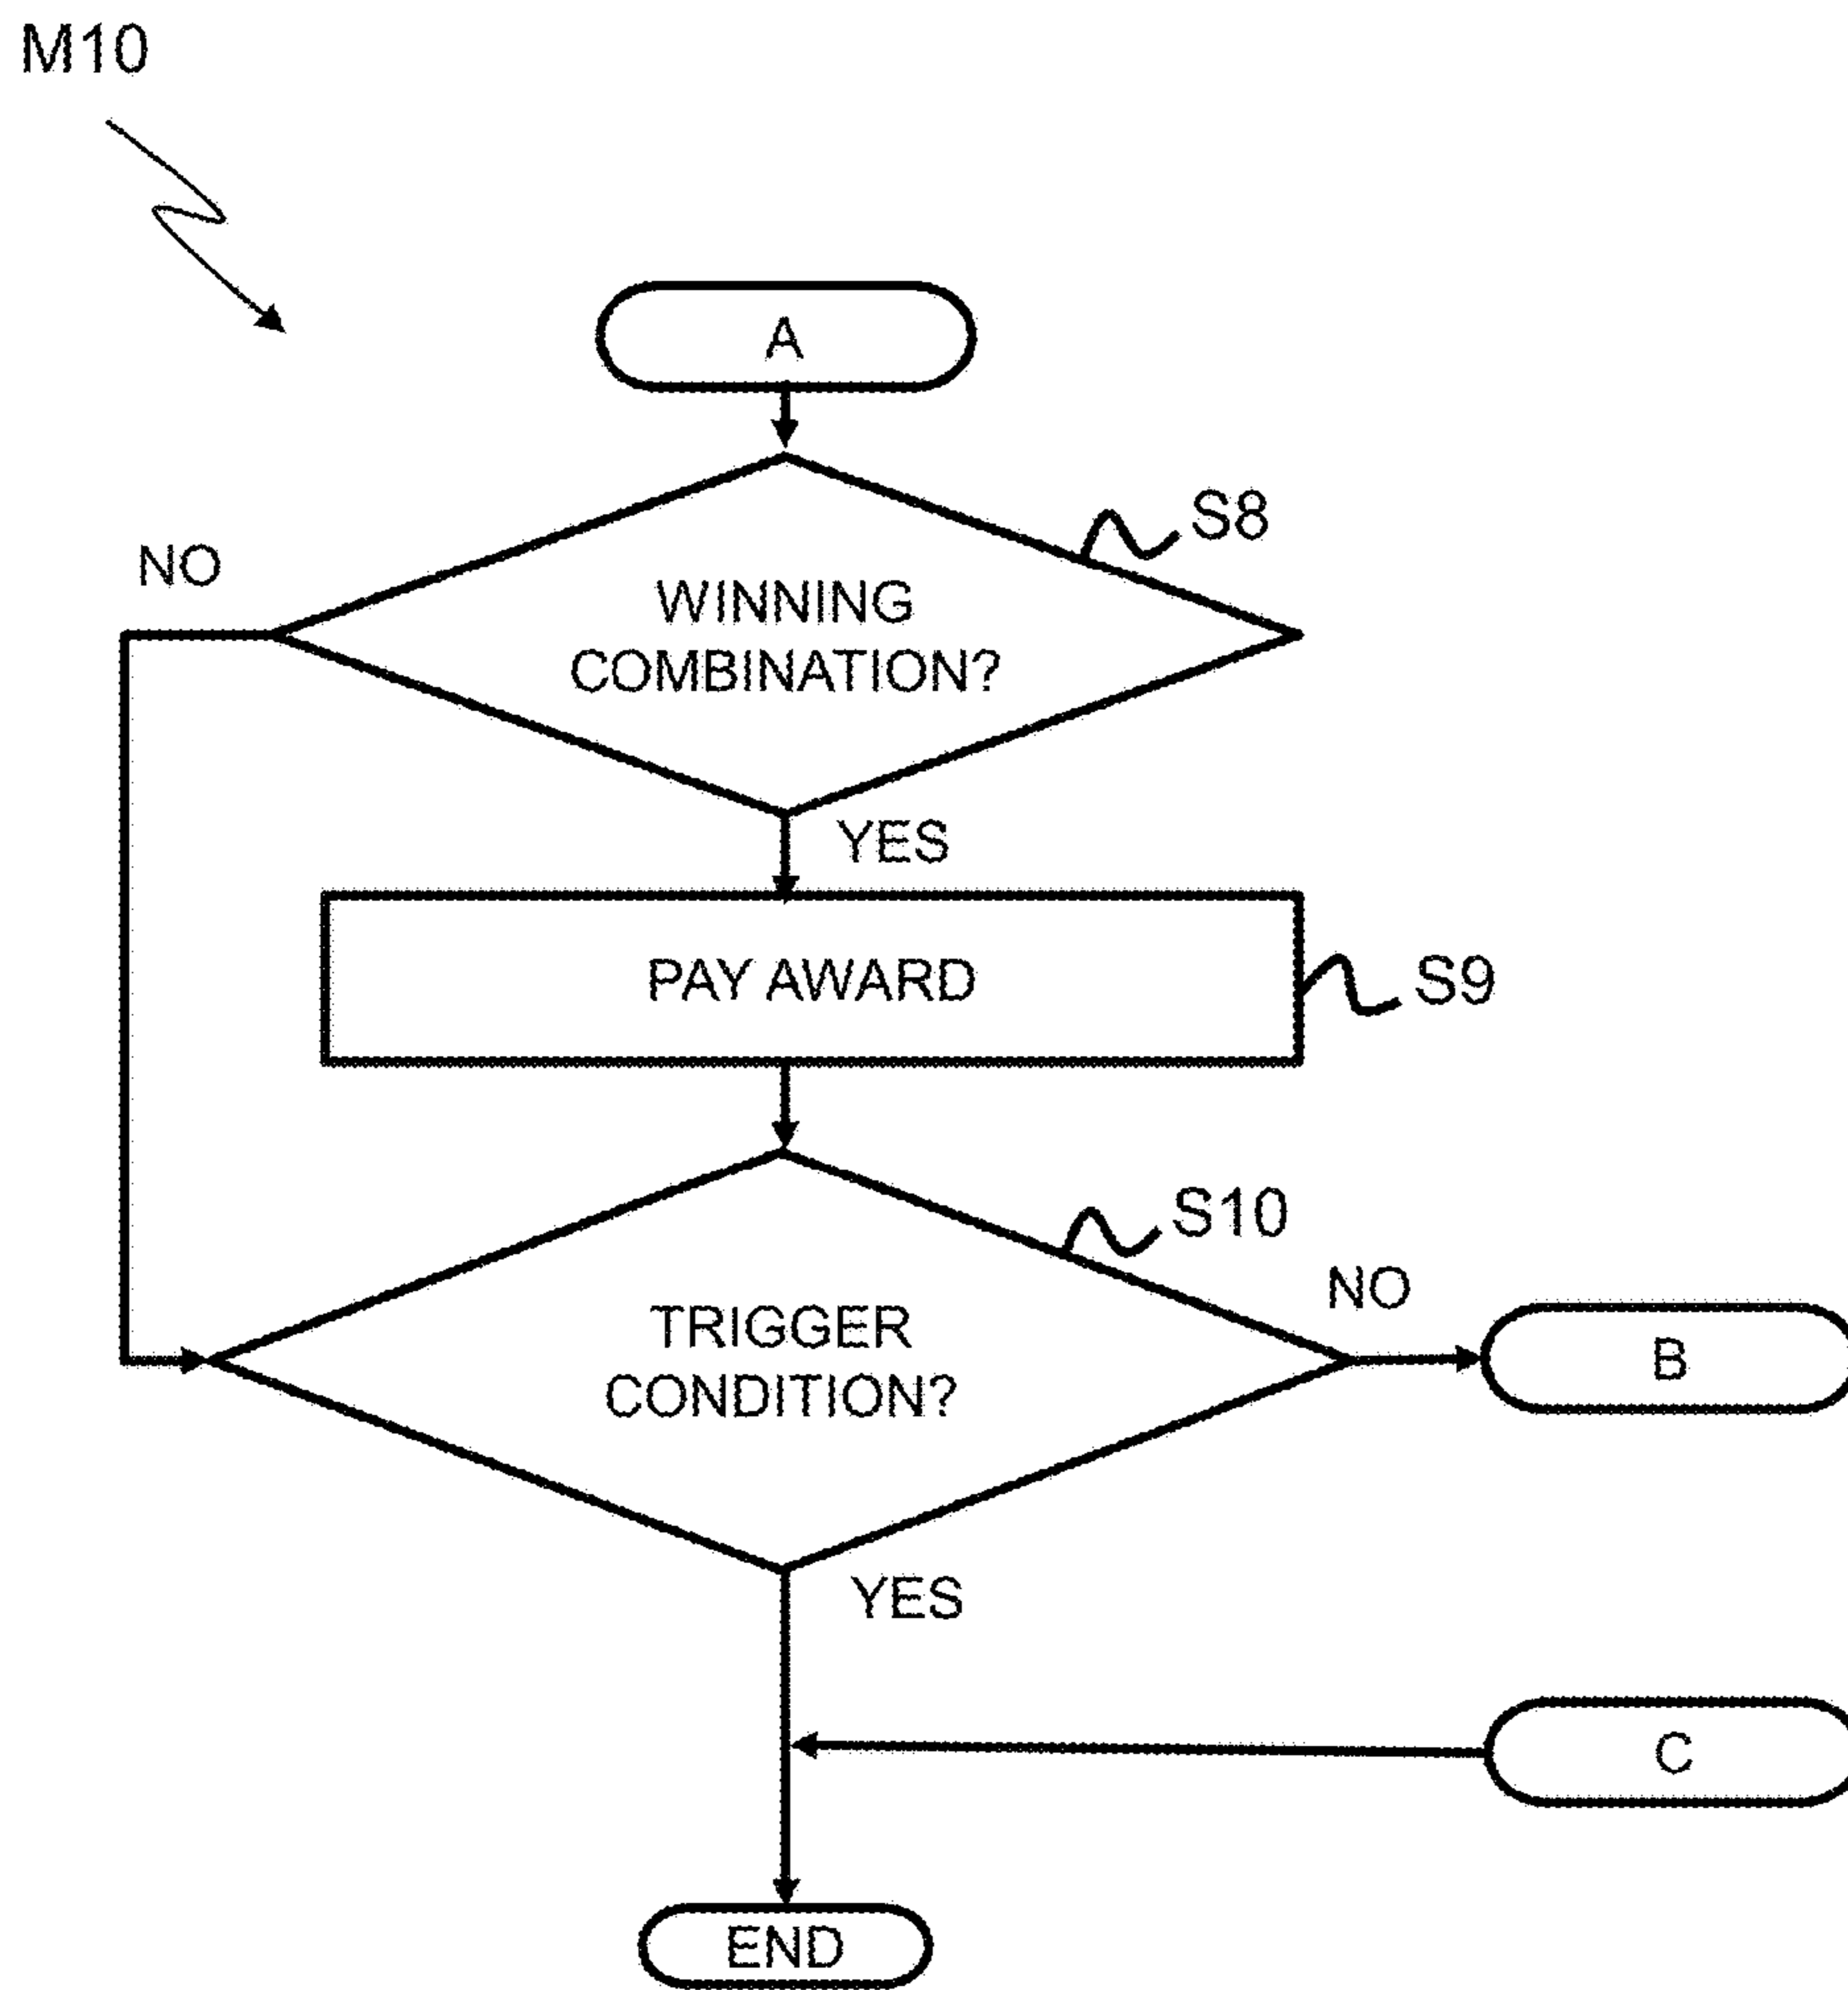 M10
A
S8
NO
WINNING
COMBINATION?
YES
PAY AWARD
S9
S10
NO
TRIGGER
CONDITION?
B
YES
C
END